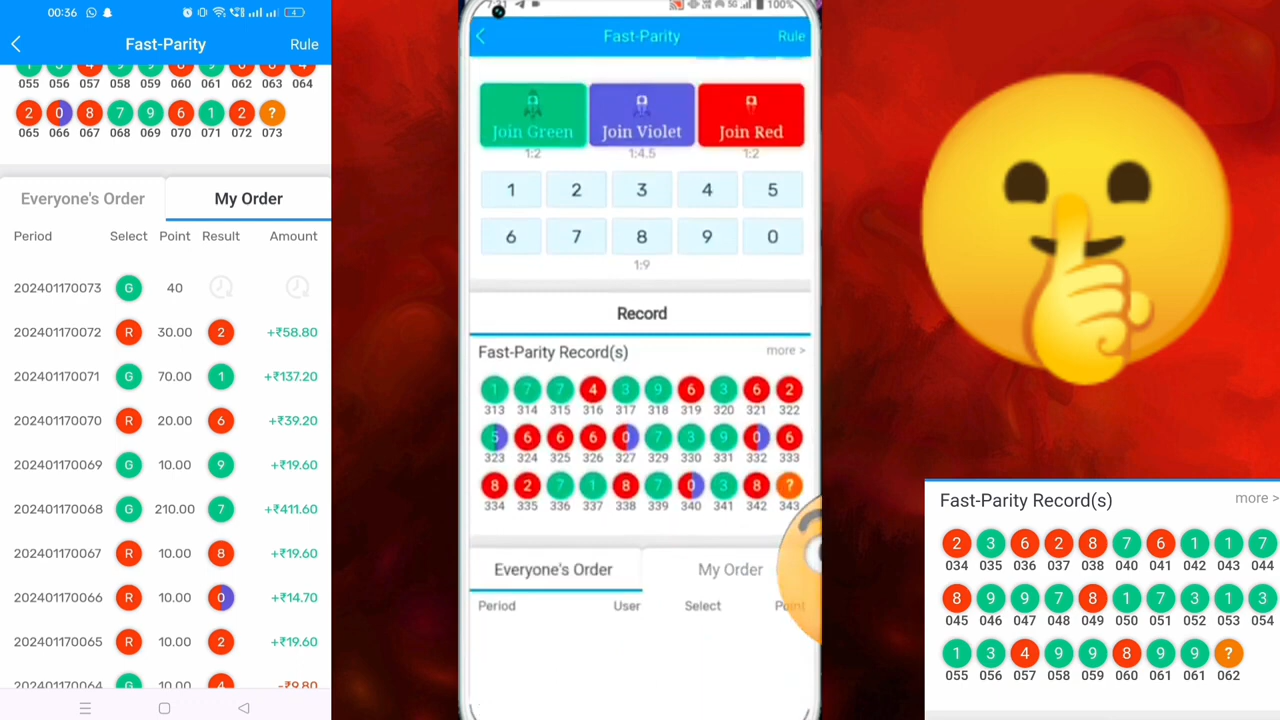 00:36
4
Fast-Parity
Rule
055 056 057 058 059 060 061 062 063 064
2 0 8 7 9 6 1 2 ?
065 066 067 068 069 070 071 072 073
Everyone's Order
My Order
Period Select Point Result Amount
202401170073 G 40
202401170072 R 30.00 2 +₹58.80
202401170071 G 70.00 1 +₹137.20
202401170070 R 20.00 6 +₹39.20
202401170069 G 10.00 9 +₹19.60
202401170068 G 210.00 7 +₹411.60
202401170067 R 10.00 8 +₹19.60
202401170066 R 10.00 0 +₹14.70
202401170065 R 10.00 2 +₹19.60
202401170064 G 10.00 4 -₹9.80
5G 100%
Fast-Parity
Rule
Join Green
Join Violet
Join Red
1:2
1:4.5
1:2
1 2 3 4 5
6 7 8 9 0
1:9
Record
Fast-Parity Record(s)
more >
1 7 7 4 3 9 6 3 6 2
313 314 315 316 317 318 319 320 321 322
5 6 6 6 0 7 3 9 0 6
323 324 325 326 327 329 330 331 332 333
8 2 7 1 8 7 0 3 8 ?
334 335 336 337 338 339 340 341 342 343
Everyone's Order
My Order
Period User Select
Fast-Parity Record(s)
more >
2 3 6 2 8 7 6 1 1 7
034 035 036 037 038 040 041 042 043 044
8 9 9 7 8 1 7 3 1 3
045 046 047 048 049 050 051 052 053 054
1 3 4 9 9 8 9 9 ?
055 056 057 058 059 060 061 061 062